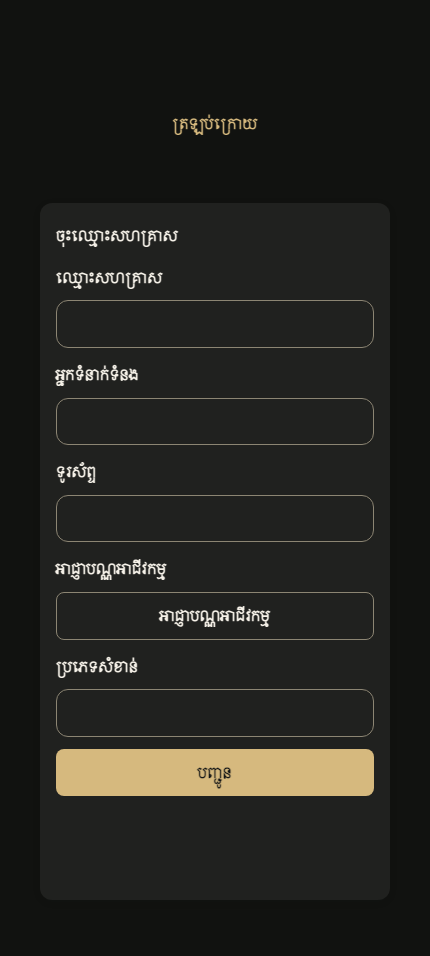 ត្រឡប់ក្រោយ
ចុះឈ្មោះសហគ្រាស
ឈ្មោះសហគ្រាស
អ្នកទំនាក់ទំនង
ទូរស័ព្ទ
អាជ្ញាបណ្ណអាជីវកម្ម
អាជ្ញាបណ្ណអាជីវកម្ម
ប្រភេទសំខាន់
បញ្ជូន